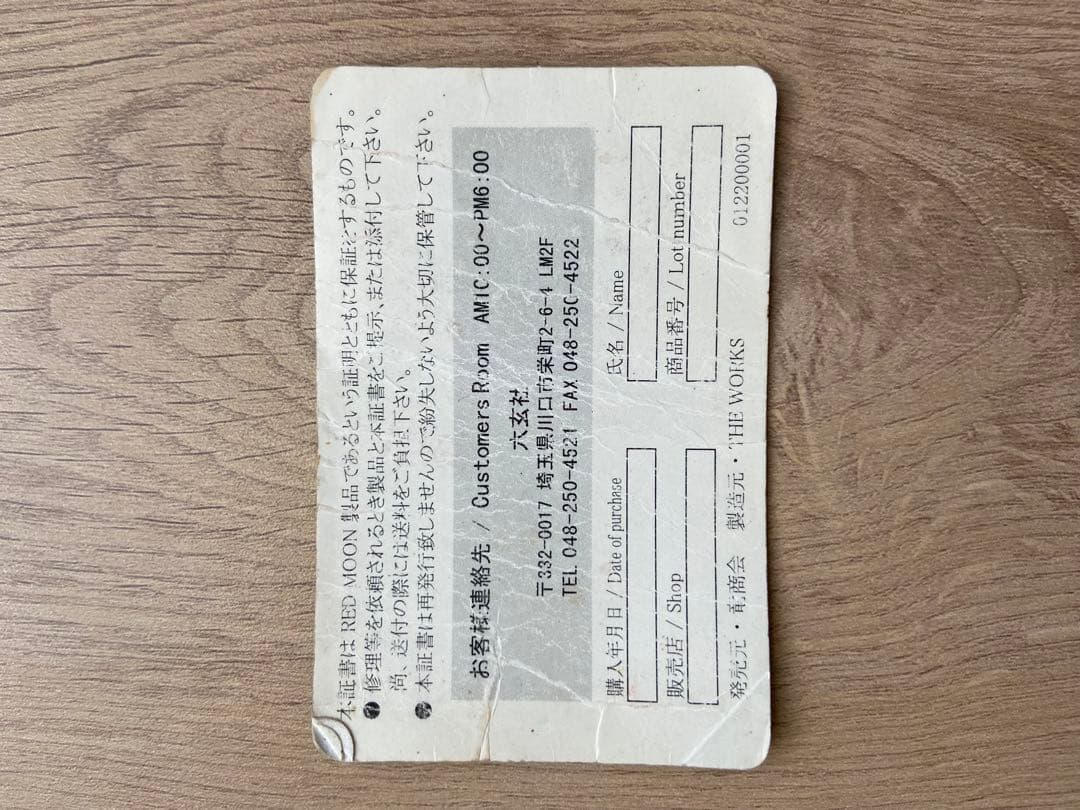 本証書は RED MOON 製品であるという証明とともに保証をするものです。
修理等を依頼されるとき製品と本証書をご提示、または添付して下さい。
尚、送付の際には送料をご負担下さい。
本証書は再発行致しませんので紛失しないよう大切に保管して下さい。
お客様連絡先 / Customers Room AM10:00〜PM6:00
六玄社
〒332-0017 埼玉県川口市栄町2-6-4 LM2F
TEL 048-250-4521 FAX 048-250-4522
購入年月日 / Date of purchase 氏名 / Name
販売店 / Shop 商品番号 / Lot number
発売元・ 商会 製造元・THE WORKS 012200001